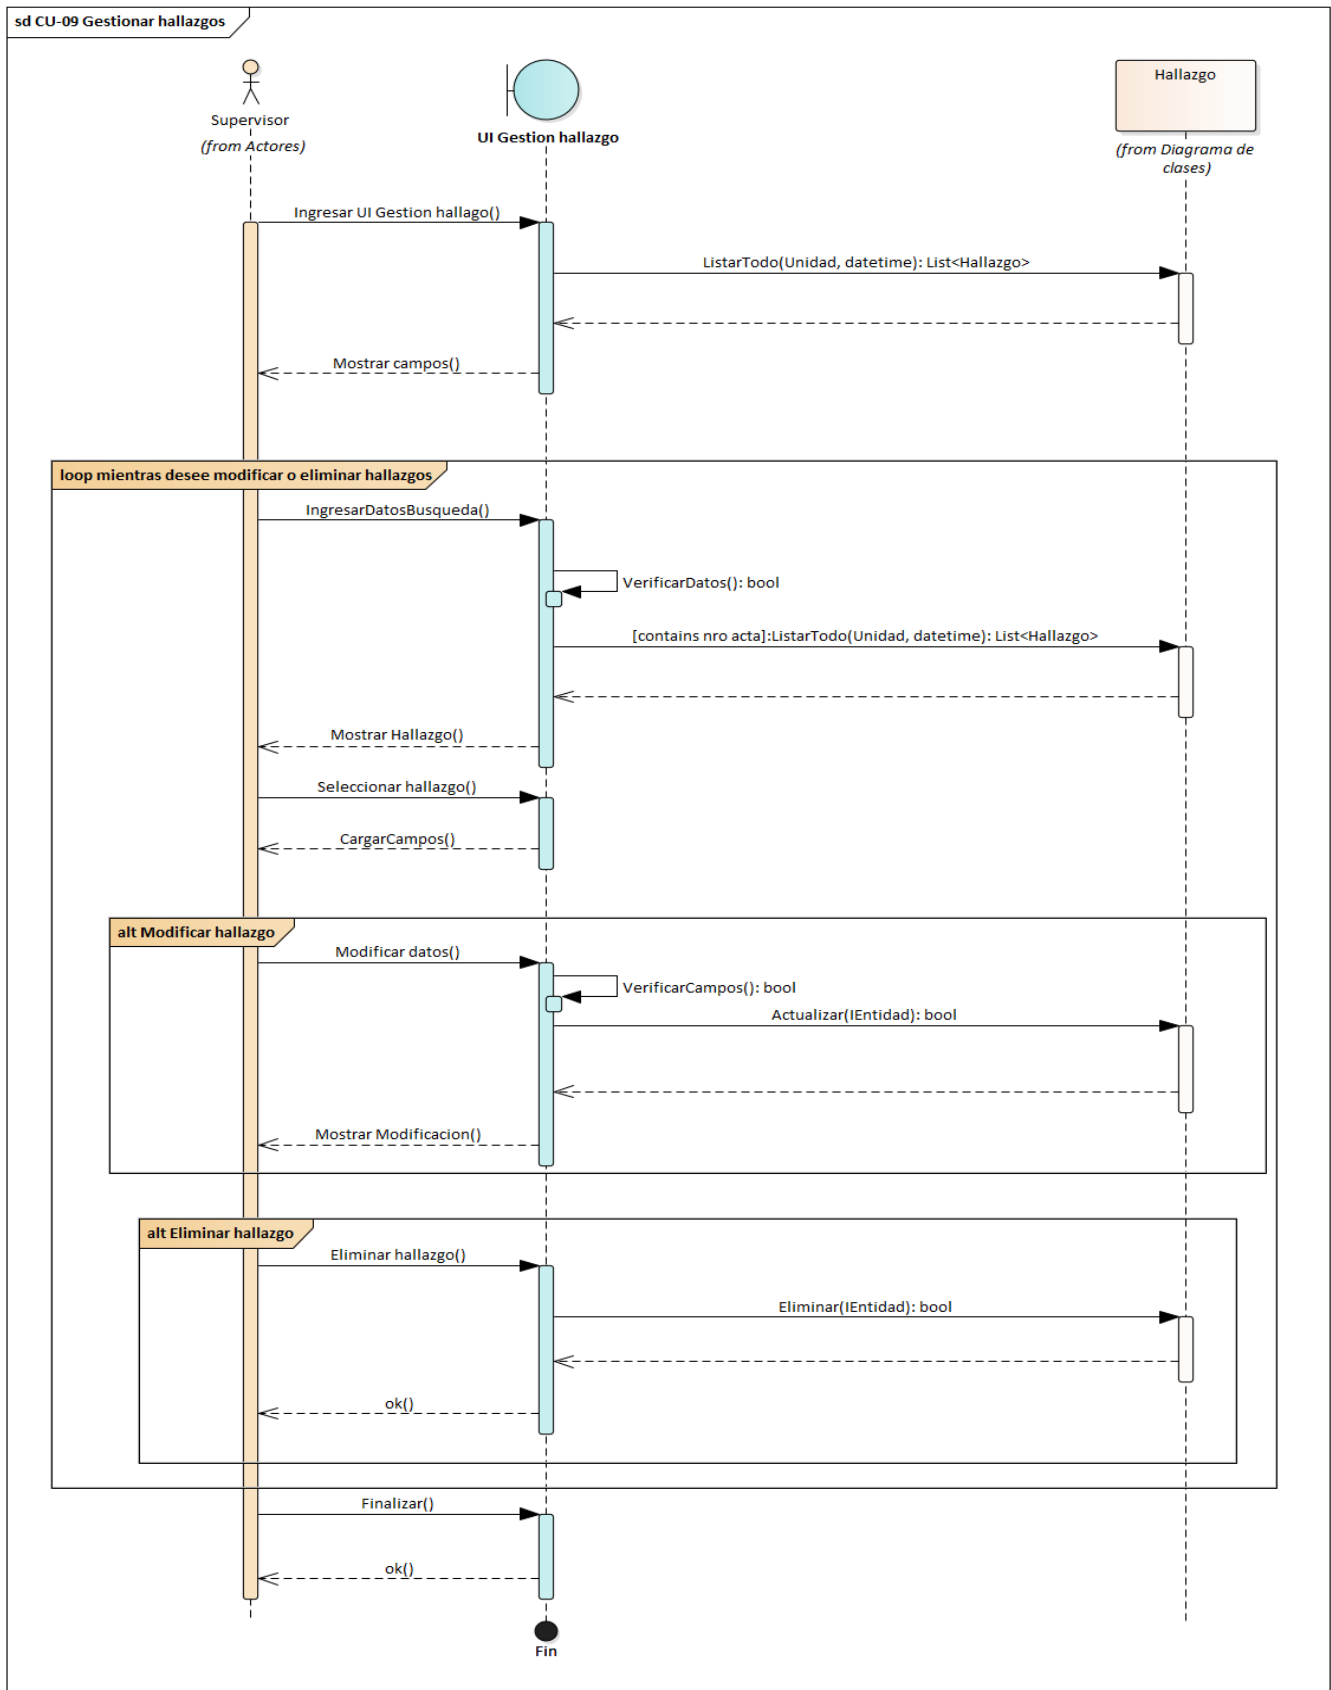 sd CU-09 Gestionar hallazgos
Supervisor
(from Actores)
UI Gestion hallazgo
Hallazgo
(from Diagrama de
clases)
Ingresar UI Gestion hallago()
ListarTodo(Unidad, datetime): List<Hallazgo>
Mostrar campos()
loop mientras desee modificar o eliminar hallazgos
IngresarDatosBusqueda()
VerificarDatos(): bool
[contains nro acta]:ListarTodo(Unidad, datetime): List<Hallazgo>
Mostrar Hallazgo()
Seleccionar hallazgo()
CargarCampos()
alt Modificar hallazgo
Modificar datos()
VerificarCampos(): bool
Actualizar(IEntidad): bool
Mostrar Modificacion()
alt Eliminar hallazgo
Eliminar hallazgo()
Eliminar(IEntidad): bool
ok()
Finalizar()
ok()
Fin